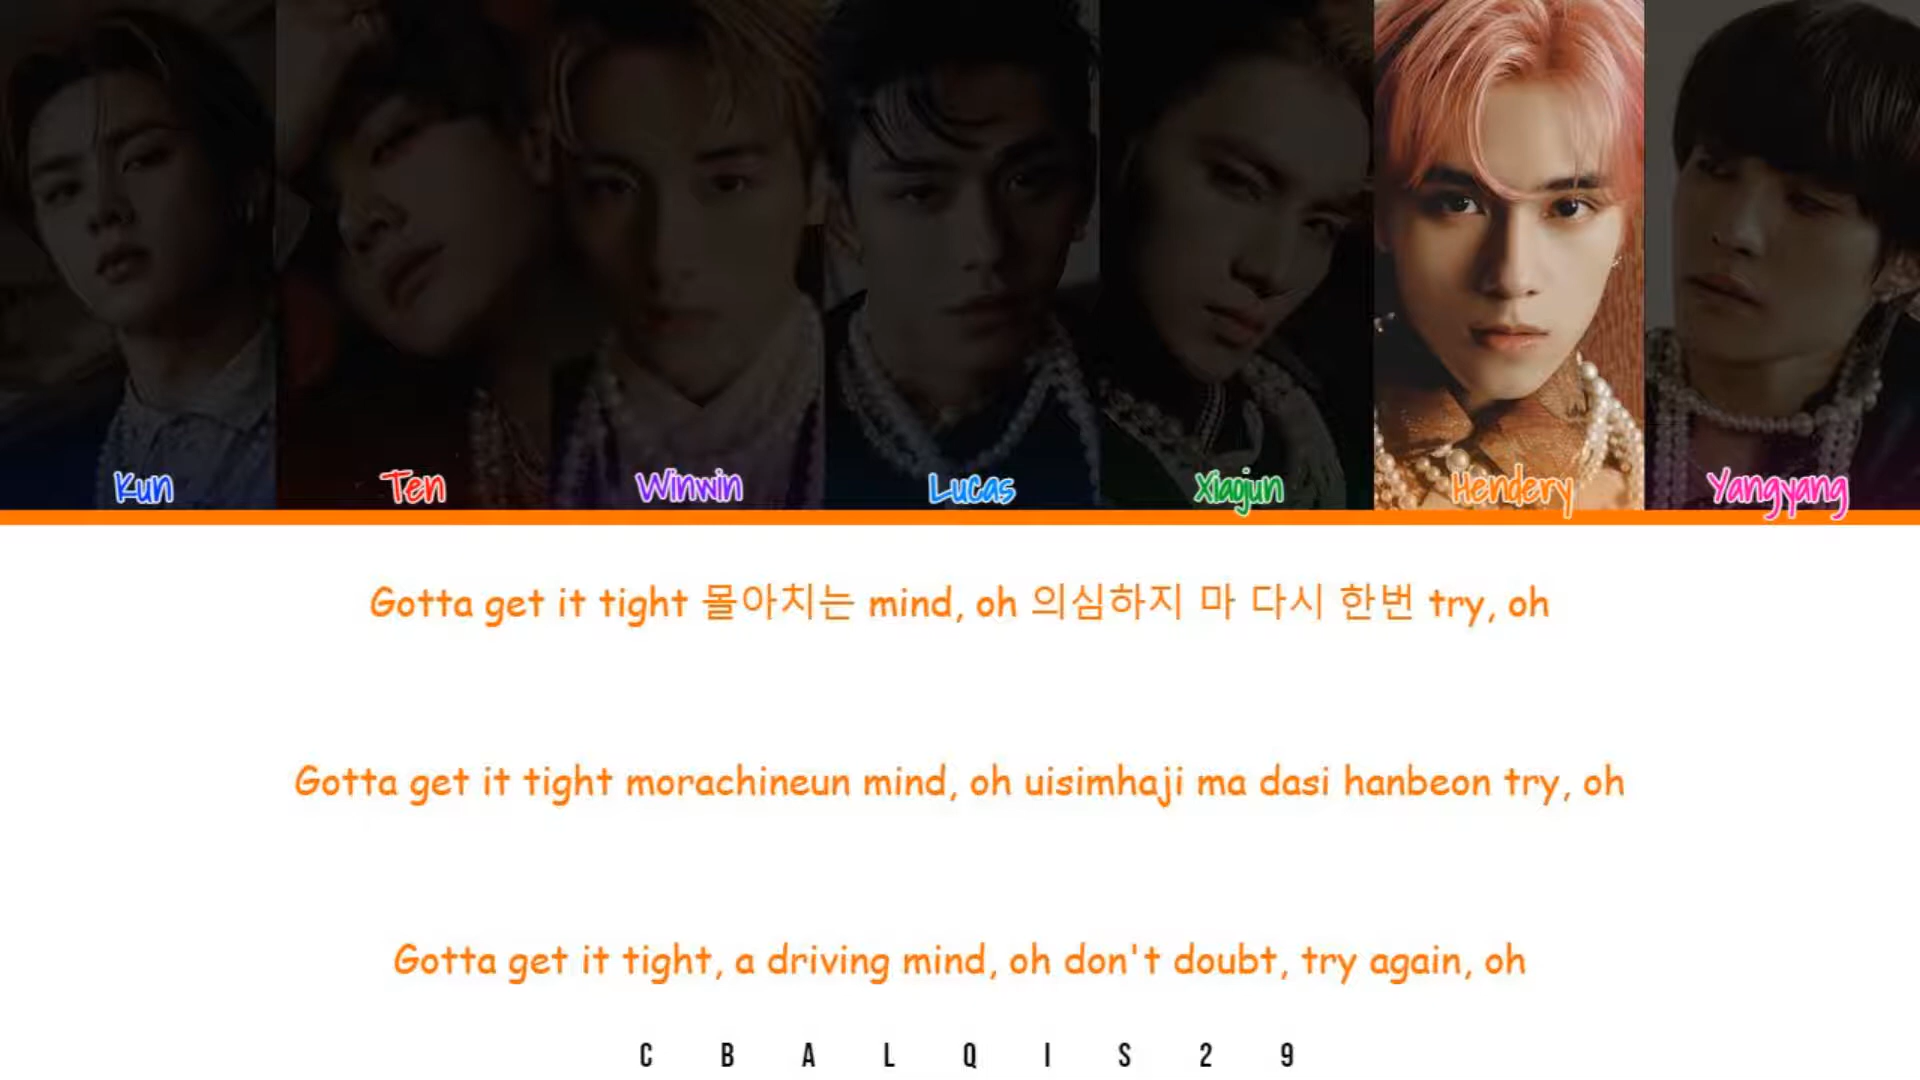 Kun Ten Winwin Lucas Xiaojun Hendery Yangyang
Gotta get it tight 몰아치는 mind, oh 의심하지 마 다시 한번 try, oh
Gotta get it tight morachineun mind, oh uisimhaji ma dasi hanbeon try, oh
Gotta get it tight, a driving mind, oh don't doubt, try again, oh
CBALQIS29